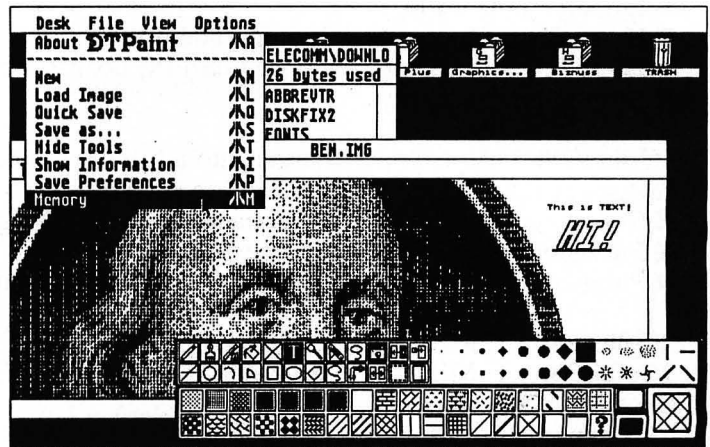 Desk File View Options
About DTPaint A
New N
Load Image L
Quick Save Q
Save as... S
Hide Tools T
Show Information I
Save Preferences P
Memory M
ELECOMM\DOWNLO
26 bytes used
ABBREVTR
DISKFIX2
FONTS
Plus
Graphics...
Biznuss
TRASH
BEN.IMG
This is TEXT!
HI!
T